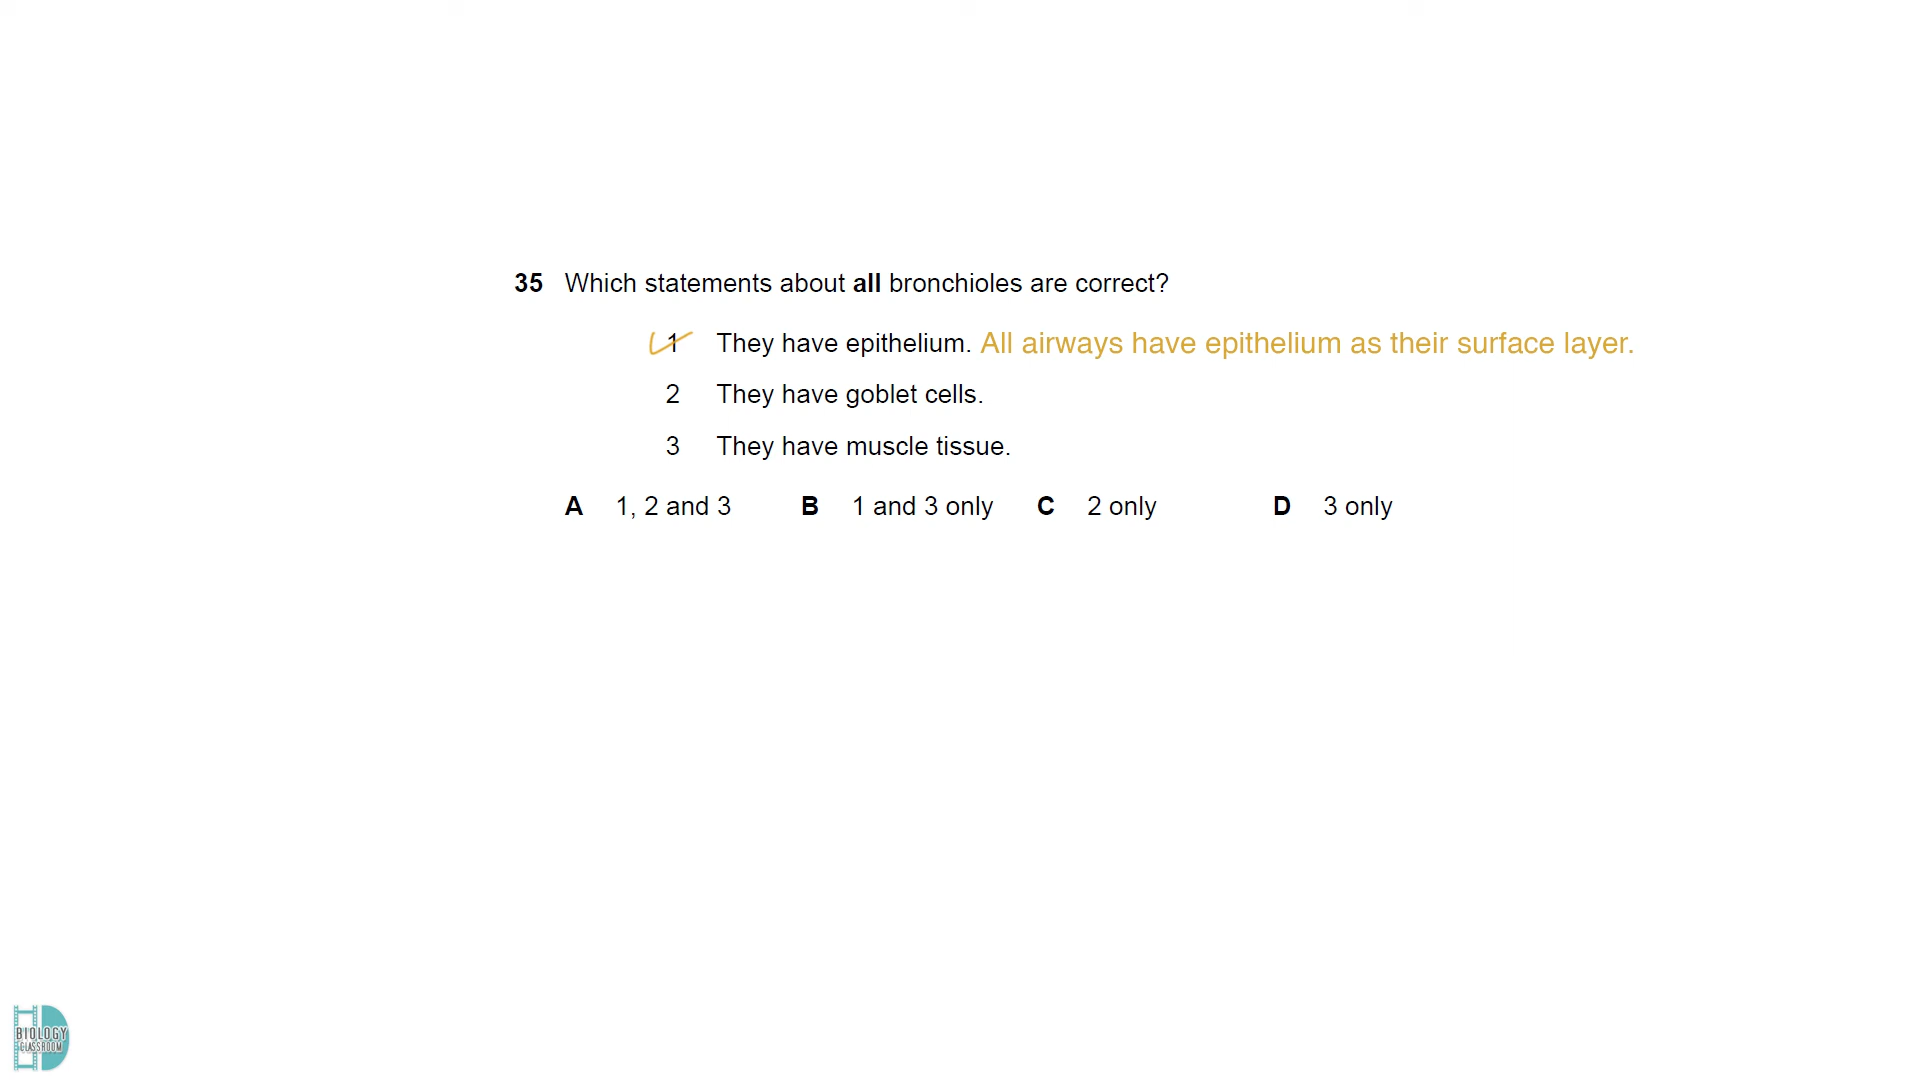 35 Which statements about all bronchioles are correct?
1 They have epithelium. All airways have epithelium as their surface layer.
2 They have goblet cells.
3 They have muscle tissue.
A 1, 2 and 3 B 1 and 3 only C 2 only D 3 only
BIOLOGY
CLASSROOM